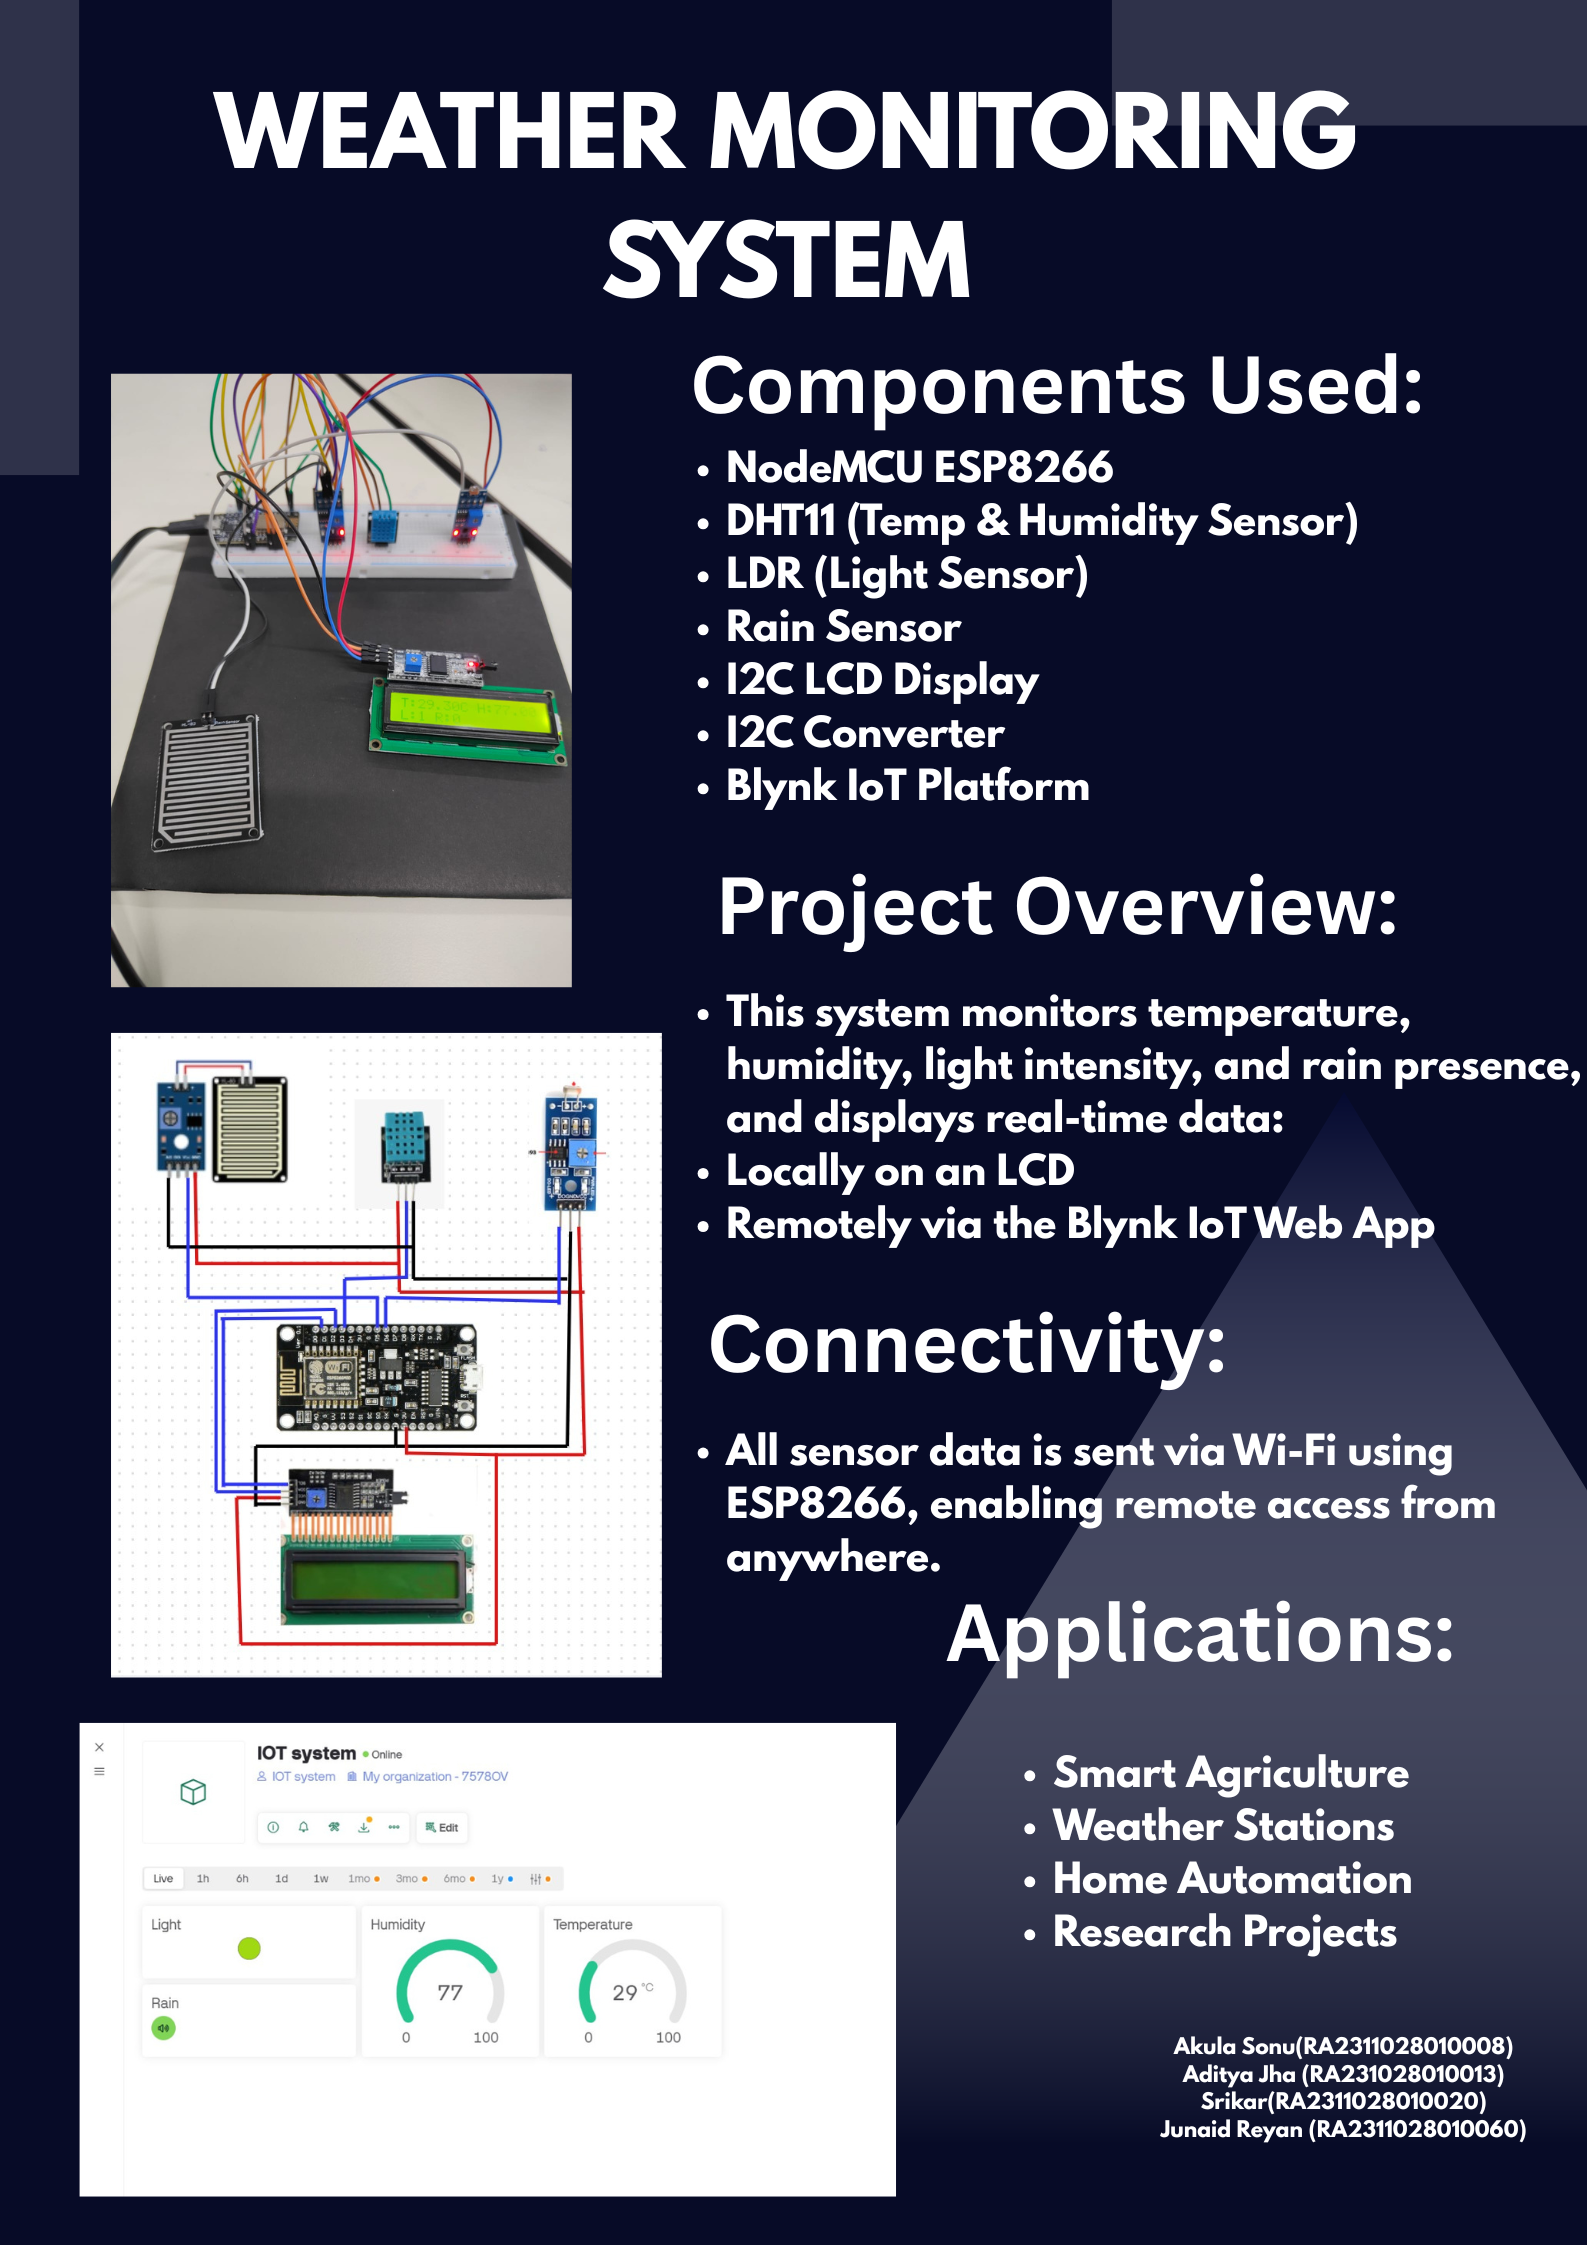 WEATHER MONITORING
SYSTEM
Components Used:
• NodeMCU ESP8266
• DHT11 (Temp & Humidity Sensor)
• LDR (Light Sensor)
• Rain Sensor
• I2C LCD Display
• I2C Converter
• Blynk IoT Platform
Project Overview:
• This system monitors temperature,
humidity, light intensity, and rain presence,
and displays real-time data:
• Locally on an LCD
• Remotely via the Blynk IoT Web App
Connectivity:
• All sensor data is sent via Wi-Fi using
ESP8266, enabling remote access from
anywhere.
Applications:
• Smart Agriculture
• Weather Stations
• Home Automation
• Research Projects
IOT system Online
IOT system My organization - 7578OV
Edit
Live 1h 6h 1d 1w 1mo 3mo 6mo 1y
Light
Humidity
77
0 100
Temperature
29 °C
0 100
Rain
Akula Sonu(RA2311028010008)
Aditya Jha (RA231028010013)
Srikar(RA2311028010020)
Junaid Reyan (RA2311028010060)